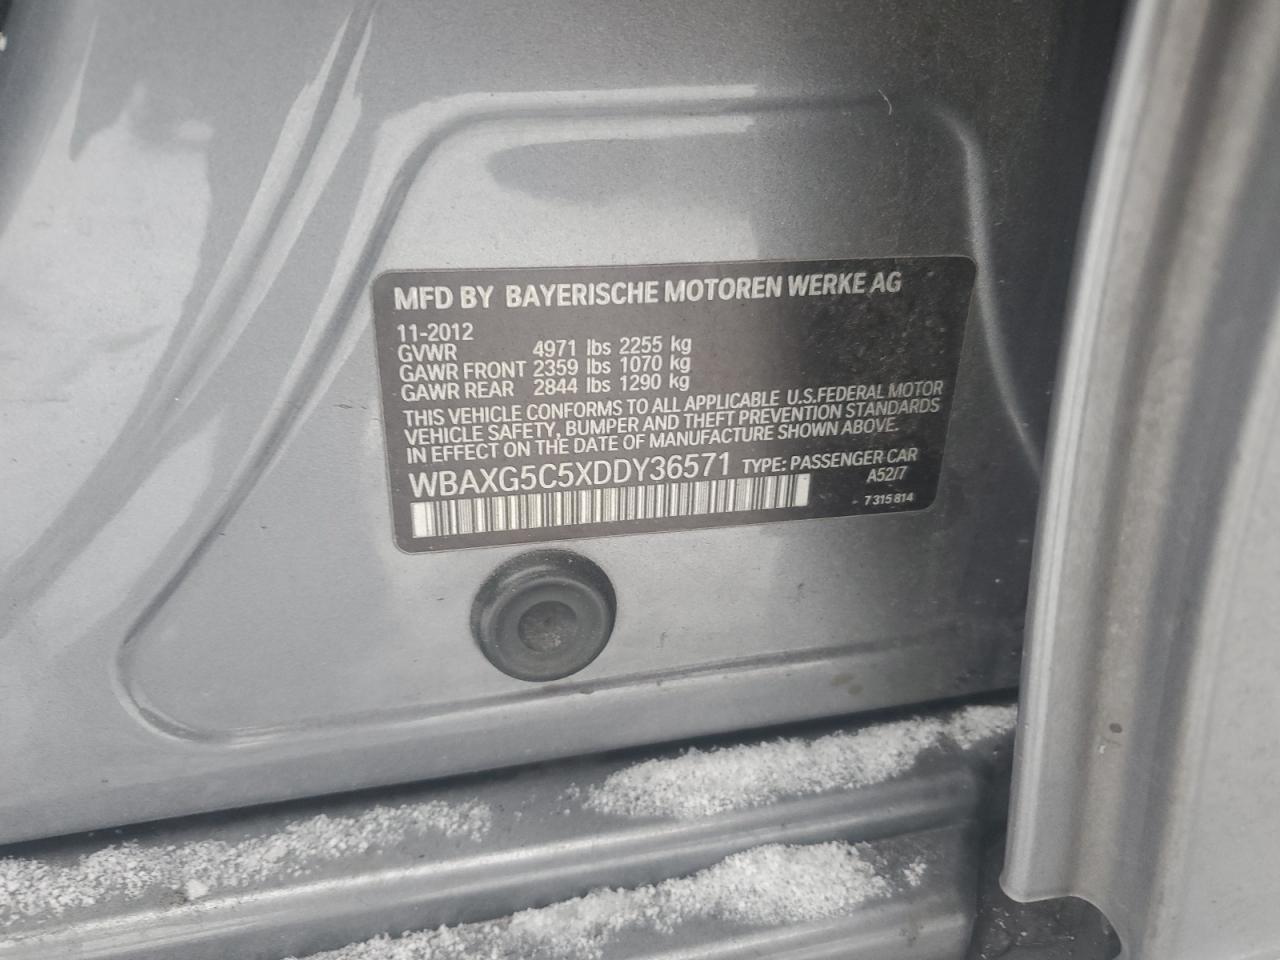 MFD BY BAYERISCHE MOTOREN WERKE AG
11-2012
GVWR 4971 lbs 2255 kg
GAWR FRONT 2359 lbs 1070 kg
GAWR REAR 2844 lbs 1290 kg
THIS VEHICLE CONFORMS TO ALL APPLICABLE U.S.FEDERAL MOTOR
VEHICLE SAFETY, BUMPER AND THEFT PREVENTION STANDARDS
IN EFFECT ON THE DATE OF MANUFACTURE SHOWN ABOVE.
WBAXG5C5XDDY36571 TYPE: PASSENGER CAR
A52/7
7 315 814